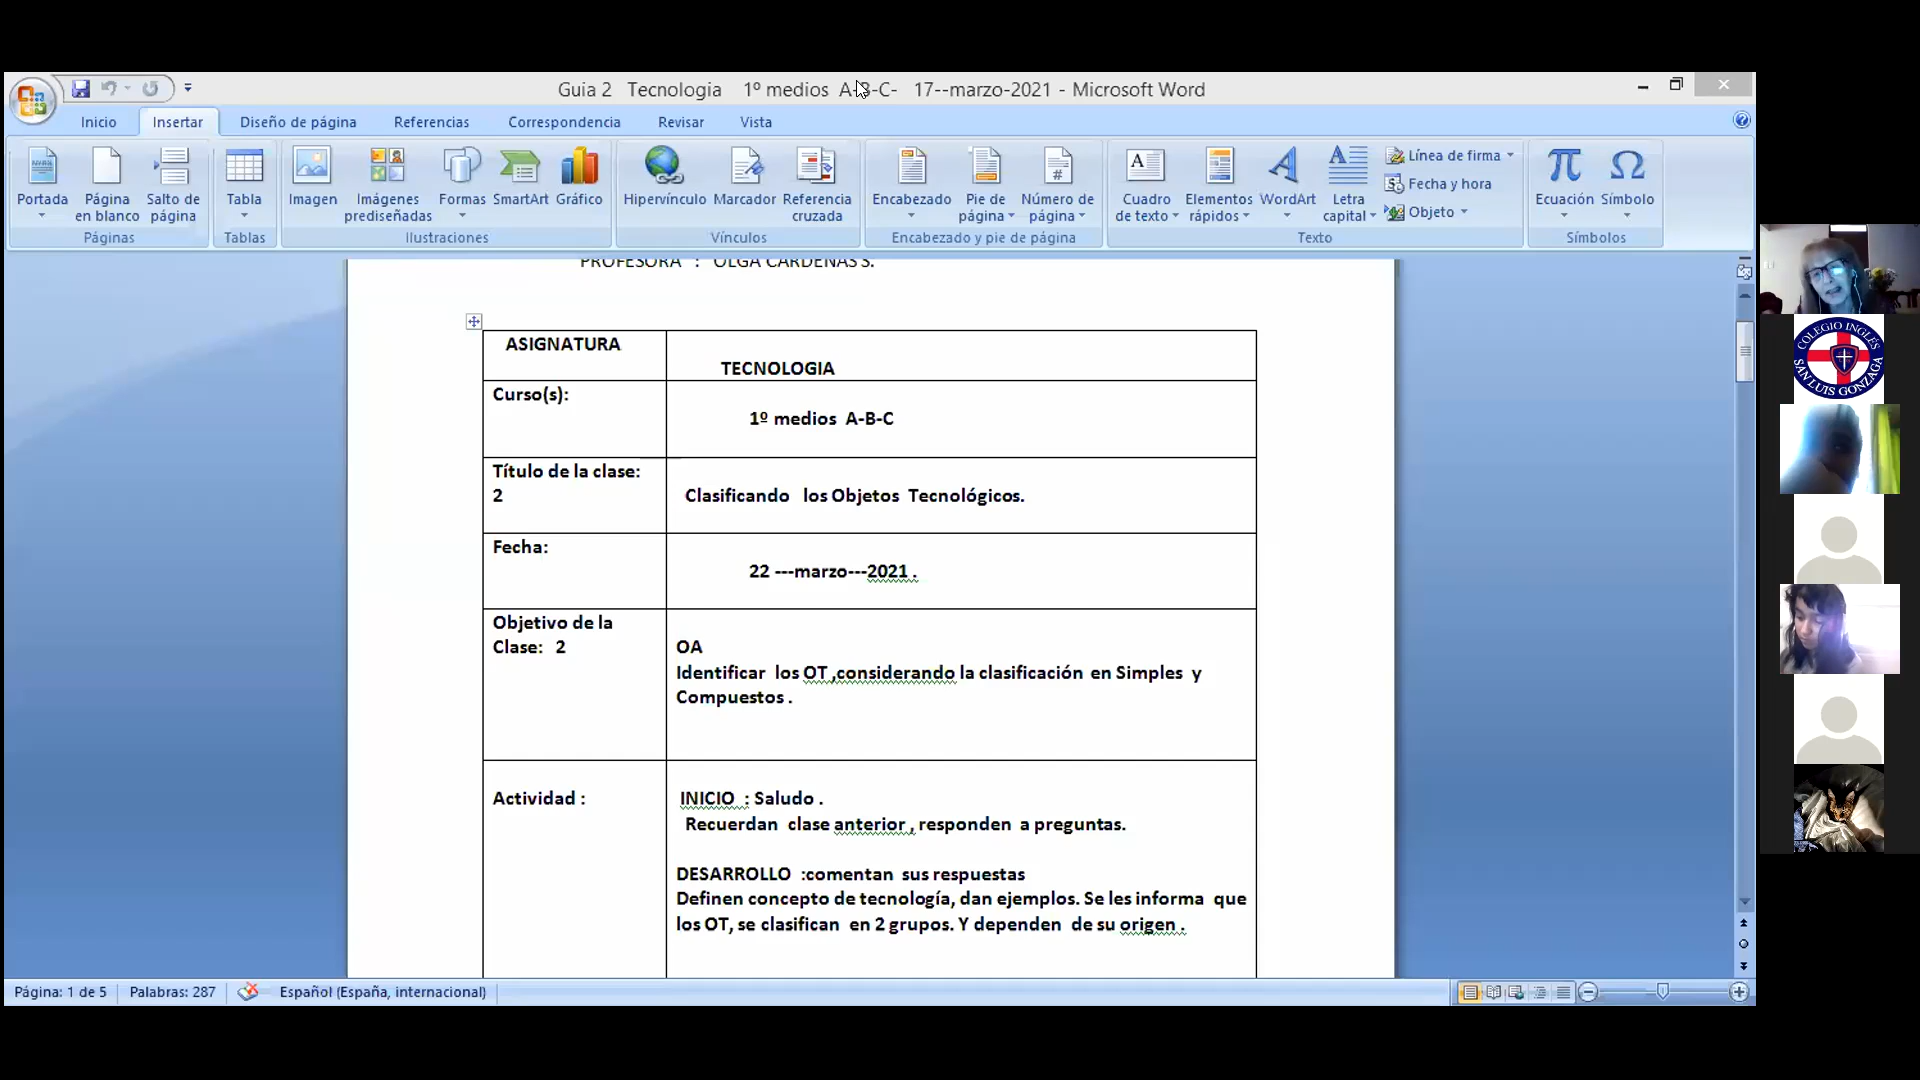 Guia 2 Tecnologia 1º medios A-B-C- 17--marzo-2021 - Microsoft Word
Inicio Insertar Diseño de página Referencias Correspondencia Revisar Vista
Portada
Página en blanco
Salto de página
Páginas
Tabla
Tablas
Imagen
Imágenes prediseñadas
Formas
SmartArt
Gráfico
Ilustraciones
Hipervínculo
Marcador
Referencia cruzada
Vínculos
Encabezado
Pie de página
Número de página
Encabezado y pie de página
Cuadro de texto
Elementos rápidos
WordArt
Letra capital
Línea de firma
Fecha y hora
Objeto
Texto
Ecuación
Símbolo
Símbolos
PROFESORA : OLGA CARDENAS S.
ASIGNATURA
TECNOLOGIA
Curso(s):
1º medios A-B-C
Título de la clase:
2
Clasificando los Objetos Tecnológicos.
Fecha:
22 ---marzo---2021 .
Objetivo de la
Clase: 2
OA
Identificar los OT ,considerando la clasificación en Simples y
Compuestos .
Actividad :
INICIO : Saludo .
Recuerdan clase anterior , responden a preguntas.
DESARROLLO :comentan sus respuestas
Definen concepto de tecnología, dan ejemplos. Se les informa que
los OT, se clasifican en 2 grupos. Y dependen de su origen .
Página: 1 de 5 Palabras: 287 Español (España, internacional)
COLEGIO INGLÉS
SAN LUIS GONZAGA